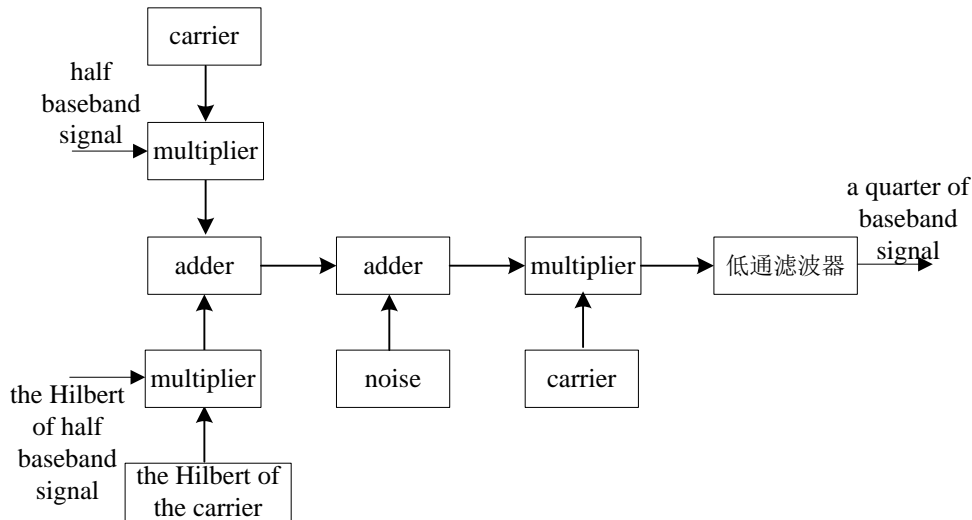 carrier
half
baseband
signal
multiplier
a quarter of
baseband
signal
adder
adder
multiplier
低通滤波器
multiplier
noise
carrier
the Hilbert
of half
baseband
signal
the Hilbert of
the carrier